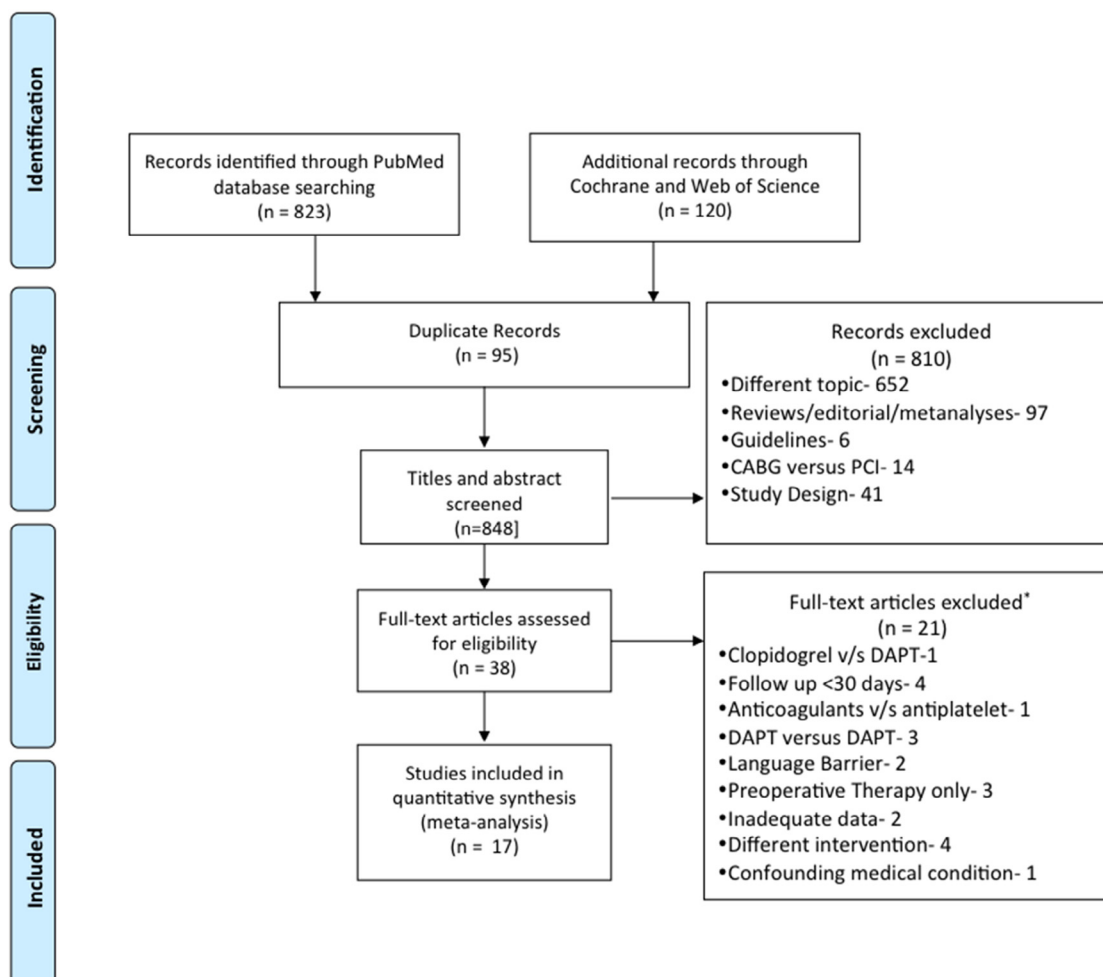 Identification
Records identified through PubMed
database searching
(n = 823)
Additional records through
Cochrane and Web of Science
(n = 120)
Screening
Duplicate Records
(n = 95)
Records excluded
(n = 810)
•Different topic- 652
•Reviews/editorial/metanalyses- 97
•Guidelines- 6
•CABG versus PCI- 14
•Study Design- 41
Titles and abstract
screened
(n=848]
Eligibility
Full-text articles assessed
for eligibility
(n = 38)
Full-text articles excluded*
(n = 21)
•Clopidogrel v/s DAPT-1
•Follow up <30 days- 4
•Anticoagulants v/s antiplatelet- 1
•DAPT versus DAPT- 3
•Language Barrier- 2
•Preoperative Therapy only- 3
•Inadequate data- 2
•Different intervention- 4
•Confounding medical condition- 1
Included
Studies included in
quantitative synthesis
(meta-analysis)
(n = 17)